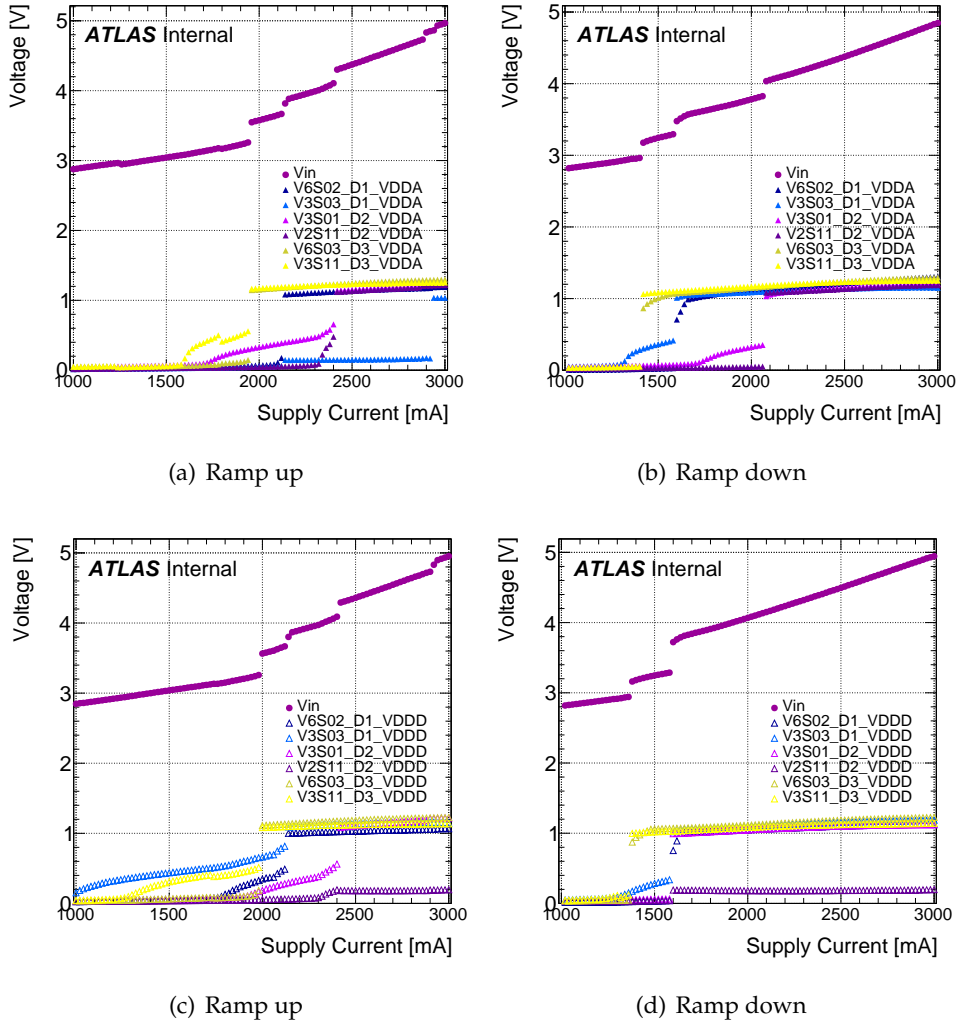 Voltage [V]
ATLAS Internal
5
4
3
2
1
0
Vin
V6S02_D1_VDDA
V3S03_D1_VDDA
V3S01_D2_VDDA
V2S11_D2_VDDA
V6S03_D3_VDDA
V3S11_D3_VDDA
1000 1500 2000 2500 3000
Supply Current [mA]
(a) Ramp up
Voltage [V]
ATLAS Internal
5
4
3
2
1
0
Vin
V6S02_D1_VDDA
V3S03_D1_VDDA
V3S01_D2_VDDA
V2S11_D2_VDDA
V6S03_D3_VDDA
V3S11_D3_VDDA
1000 1500 2000 2500 3000
Supply Current [mA]
(b) Ramp down
Voltage [V]
ATLAS Internal
5
4
3
2
1
0
Vin
V6S02_D1_VDDD
V3S03_D1_VDDD
V3S01_D2_VDDD
V2S11_D2_VDDD
V6S03_D3_VDDD
V3S11_D3_VDDD
1000 1500 2000 2500 3000
Supply Current [mA]
(c) Ramp up
Voltage [V]
ATLAS Internal
5
4
3
2
1
0
Vin
V6S02_D1_VDDD
V3S03_D1_VDDD
V3S01_D2_VDDD
V2S11_D2_VDDD
V6S03_D3_VDDD
V3S11_D3_VDDD
1000 1500 2000 2500 3000
Supply Current [mA]
(d) Ramp down